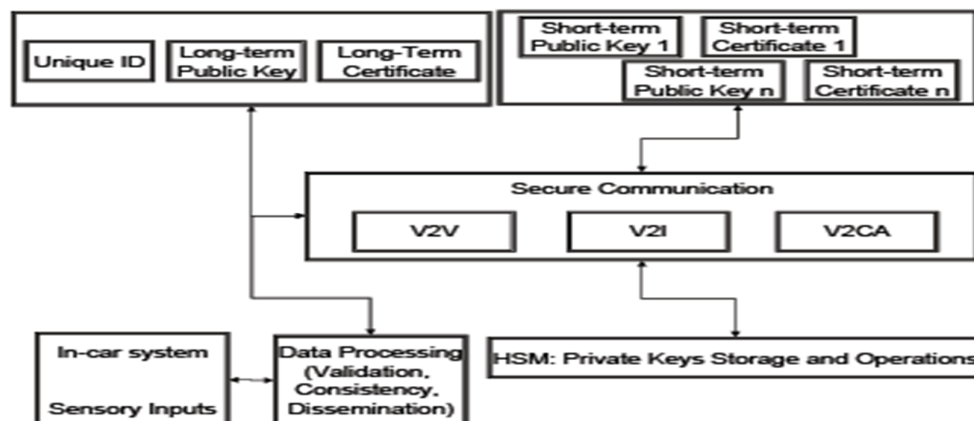 Unique ID
Long-term
Public Key
Long-Term
Certificate
Short-term
Public Key 1
Short-term
Certificate 1
Short-term
Public Key n
Short-term
Certificate n
Secure Communication
V2V
V2I
V2CA
In-car system
Sensory Inputs
Data Processing
(Validation,
Consistency,
Dissemination)
HSM: Private Keys Storage and Operations